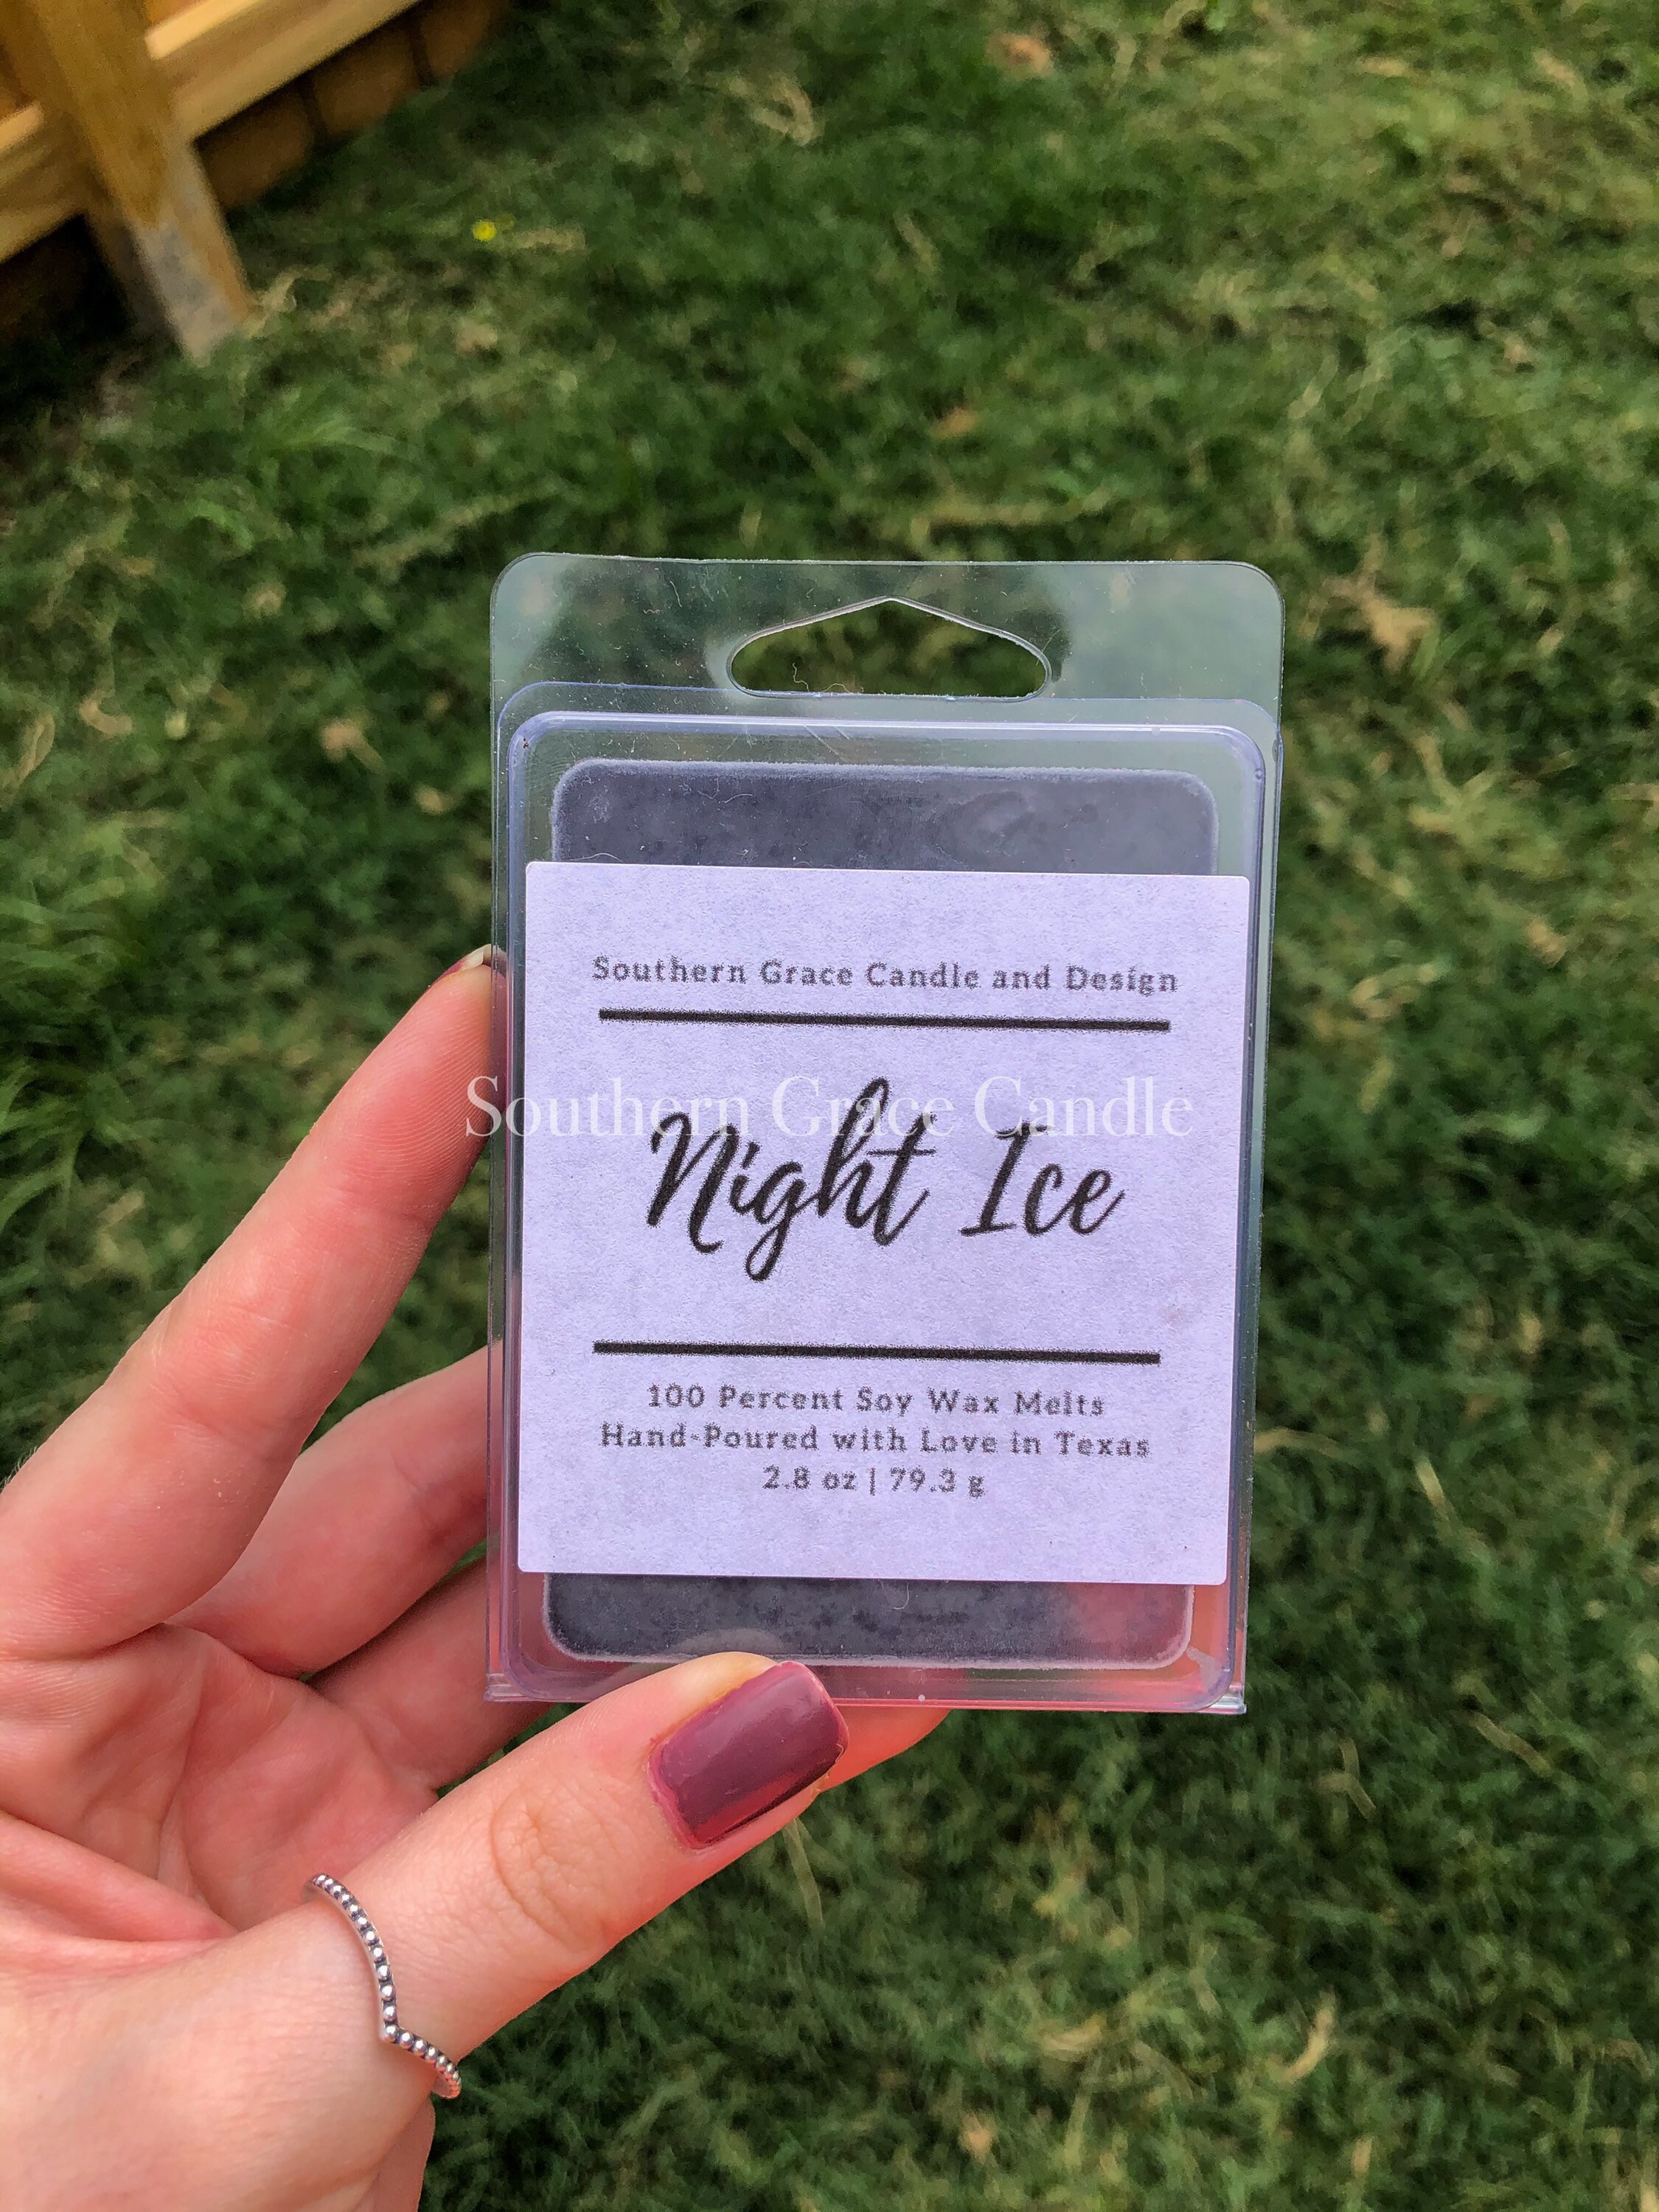 Southern Grace Candle and Design
Southern Grace Candle
Night Ice
100 Percent Soy Wax Melts
Hand-Poured with Love in Texas
2.8 oz | 79.3 g